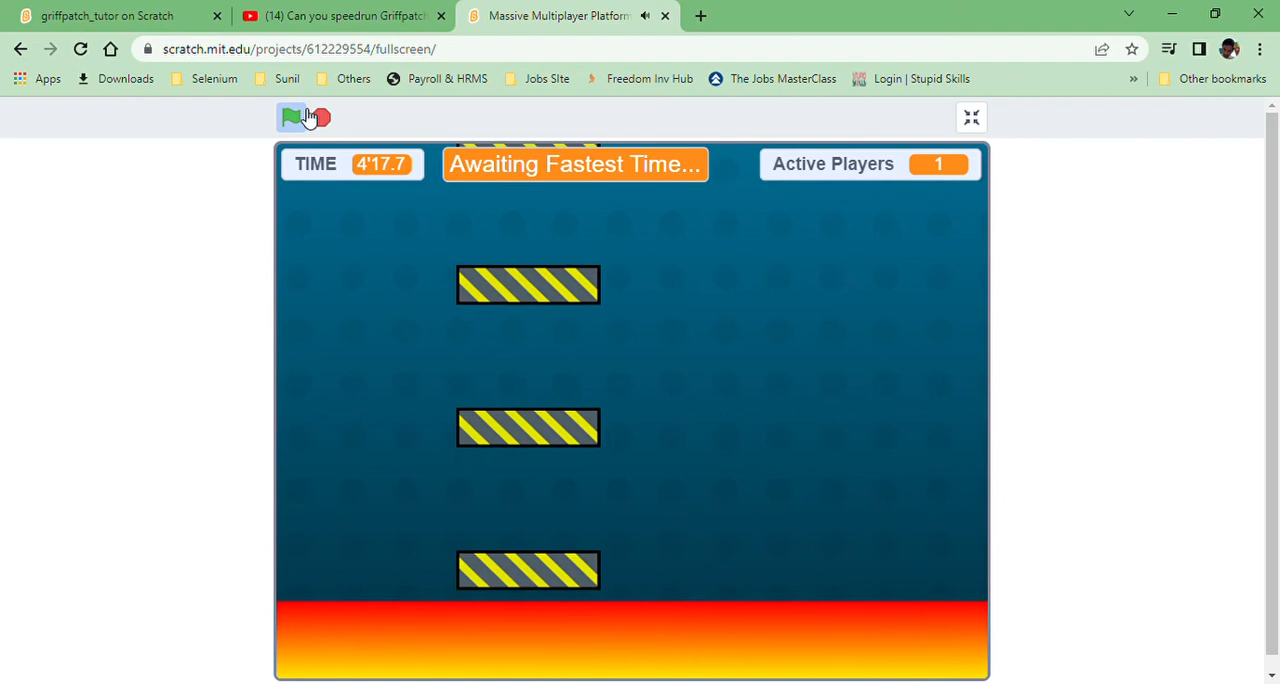 griffpatch_tutor on Scratch
(14) Can you speedrun Griffpatch
Massive Multiplayer Platform
scratch.mit.edu/projects/612229554/fullscreen/
Apps
Downloads
Selenium
Sunil
Others
Payroll & HRMS
Jobs SIte
Freedom Inv Hub
The Jobs MasterClass
Login | Stupid Skills
»
Other bookmarks
TIME 4'17.7
Awaiting Fastest Time...
Active Players 1